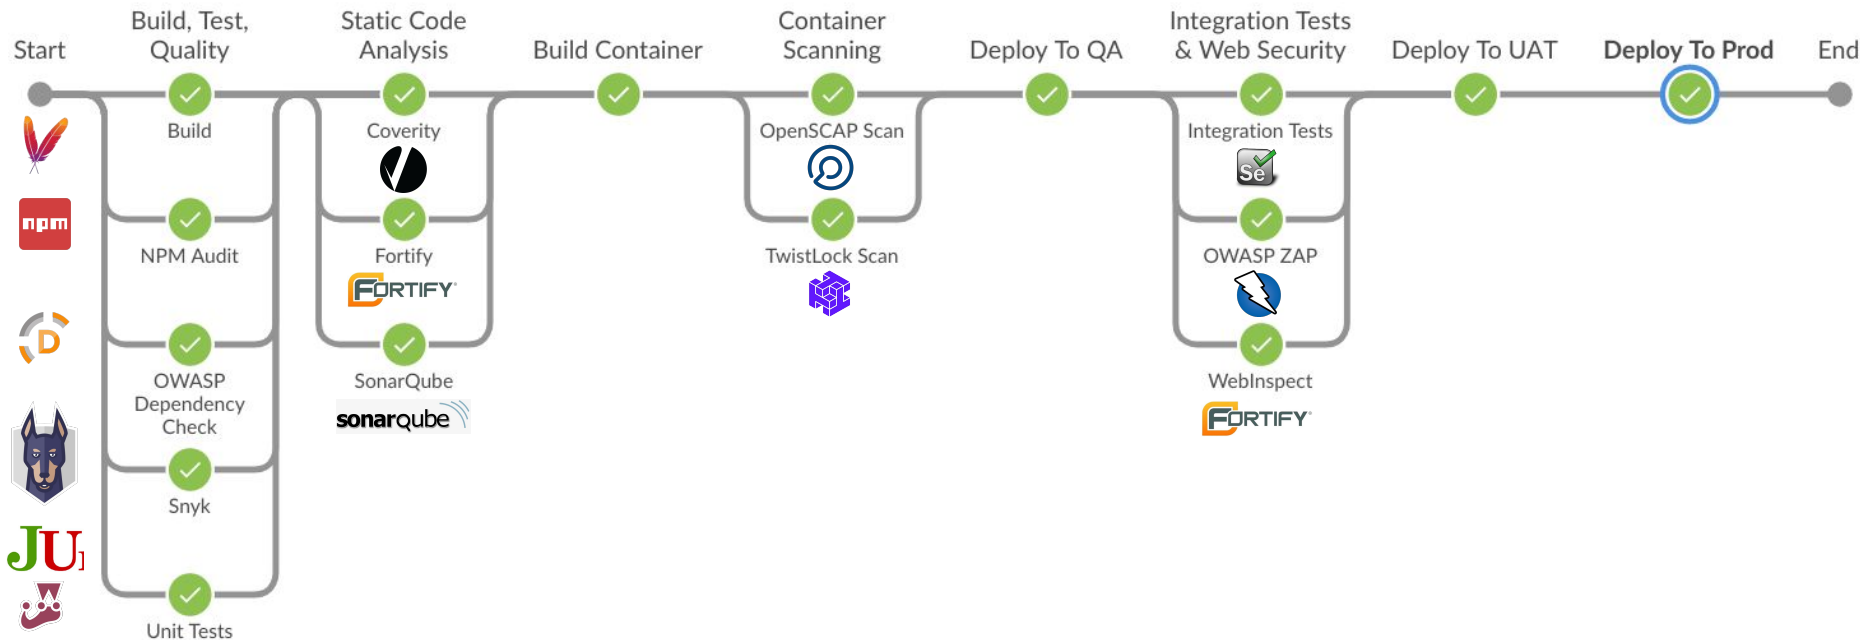 Start
Build, Test,
Quality
Static Code
Analysis
Build Container
Container
Scanning
Deploy To QA
Integration Tests
& Web Security
Deploy To UAT
Deploy To Prod
End
Build
Coverity
OpenSCAP Scan
Integration Tests
Se
npm
NPM Audit
Fortify
FORTIFY
TwistLock Scan
OWASP ZAP
D
OWASP
Dependency
Check
SonarQube
sonarqube
WebInspect
FORTIFY
Snyk
JU
Unit Tests